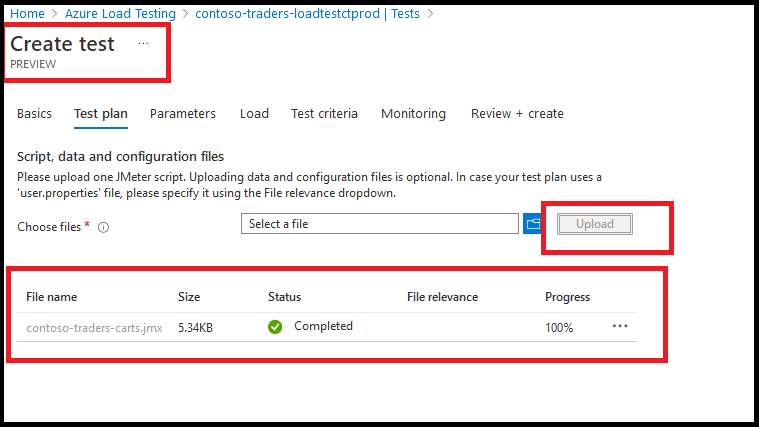 Home > Azure Load Testing > contoso-traders-loadtestctprod | Tests >
Create test ...
PREVIEW
Basics Test plan Parameters Load Test criteria Monitoring Review + create
Script, data and configuration files
Please upload one JMeter script. Uploading data and configuration files is optional. In case your test plan uses a
'user.properties' file, please specify it using the File relevance dropdown.
Choose files * Select a file Upload
File name Size Status File relevance Progress
contoso-traders-carts.jmx 5.34KB Completed 100% ...